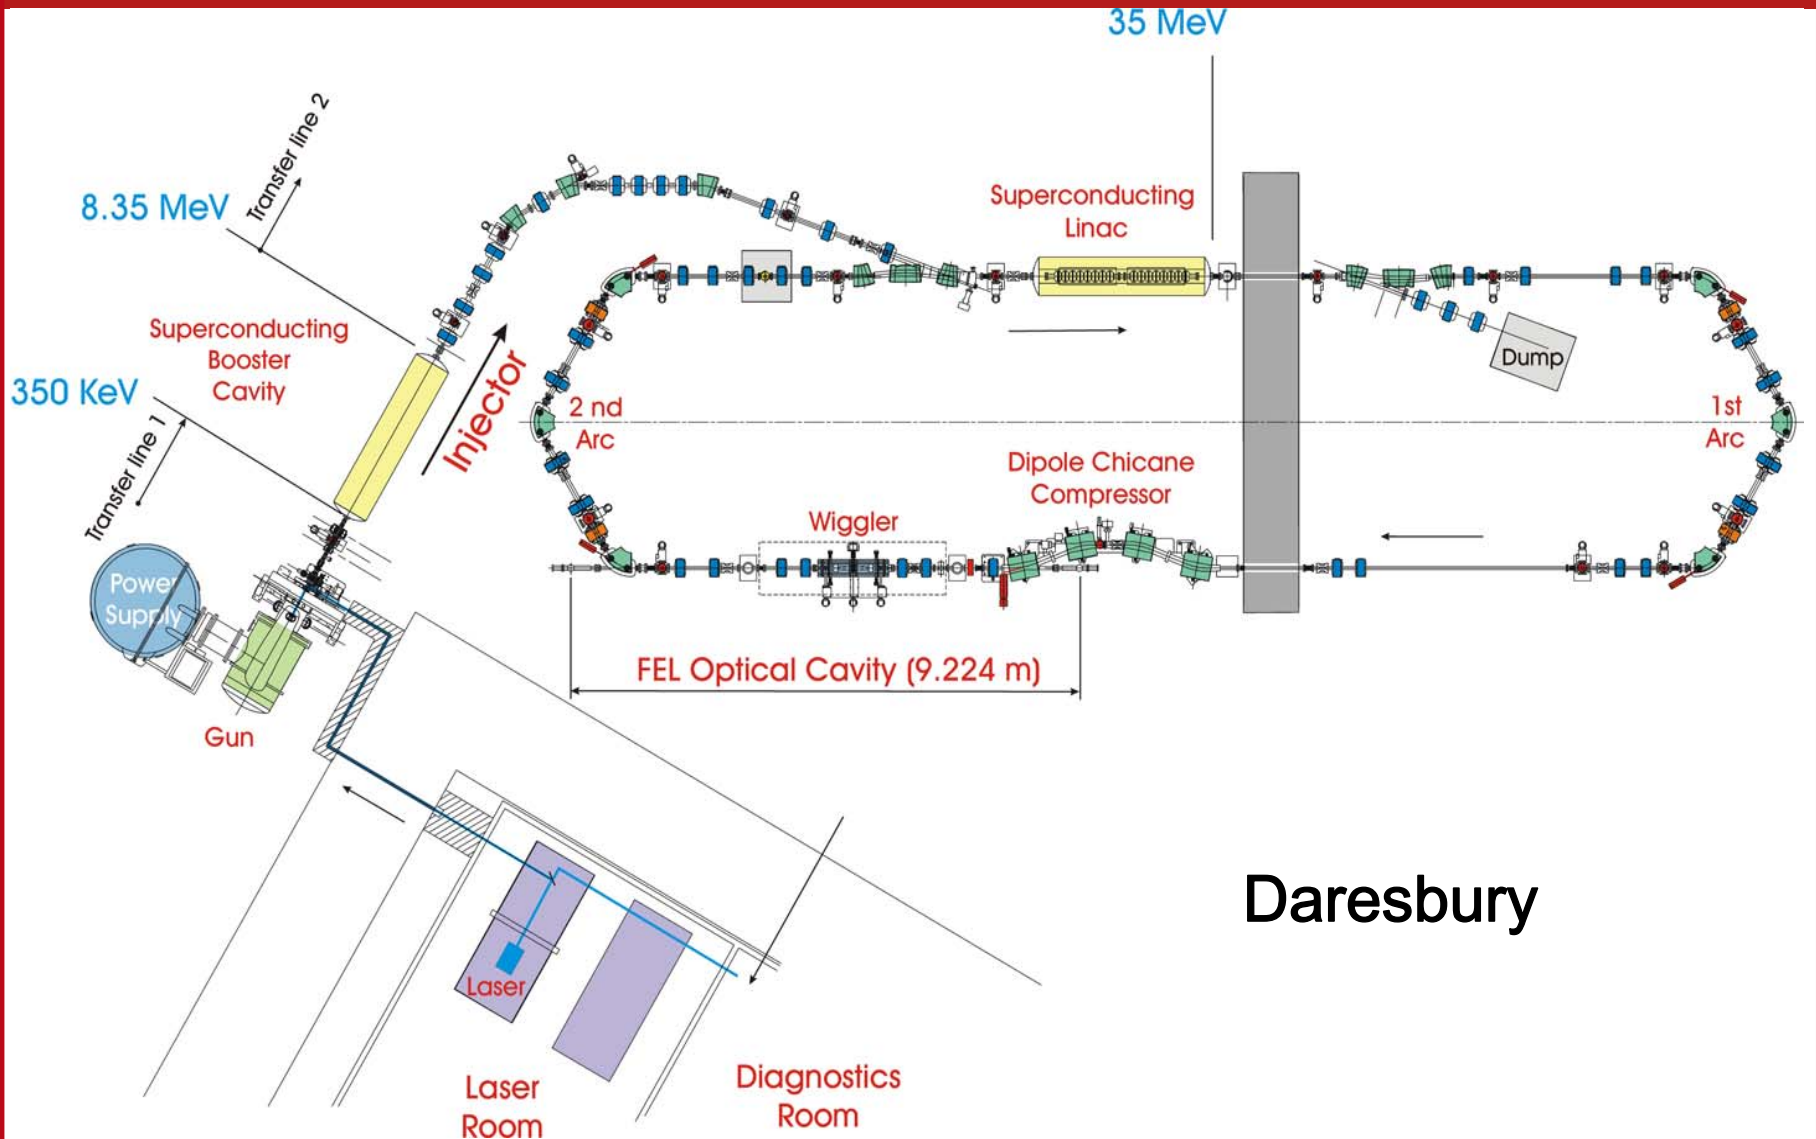 35 MeV
Transfer line 2
8.35 MeV
Superconducting
Linac
Superconducting
Booster
Cavity
350 KeV
Transfer line 1
Injector
Dump
2 nd
Arc
1st
Arc
Dipole Chicane
Compressor
Wiggler
Power
Supply
FEL Optical Cavity (9.224 m)
Gun
Daresbury
Laser
Laser
Room
Diagnostics
Room